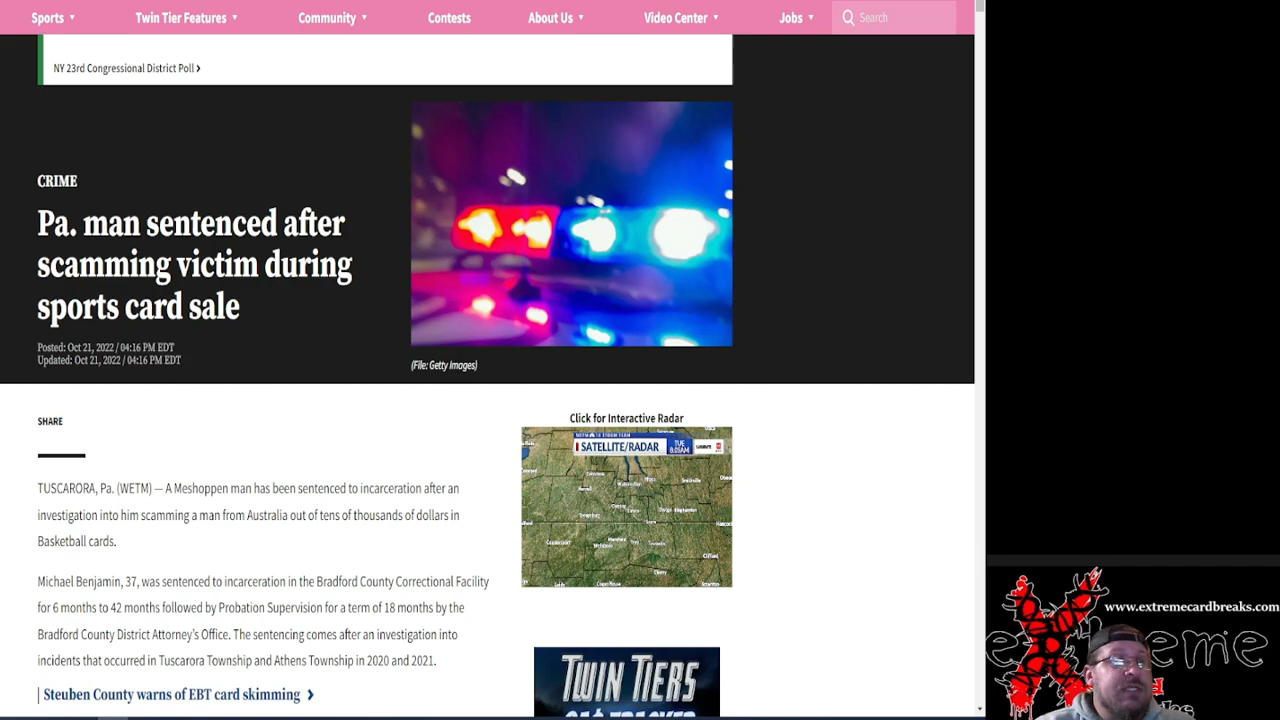 Sports Twin Tier Features Community Contests About Us Video Center Jobs Search
NY 23rd Congressional District Poll
CRIME
Pa. man sentenced after
scamming victim during
sports card sale
Posted: Oct 21, 2022 / 04:16 PM EDT
Updated: Oct 21, 2022 / 04:16 PM EDT
(File: Getty Images)
SHARE
Click for Interactive Radar
SATELLITE/RADAR
TUE
8:05AM
TUSCARORA, Pa. (WETM) — A Meshoppen man has been sentenced to incarceration after an
investigation into him scamming a man from Australia out of tens of thousands of dollars in
Basketball cards.
Michael Benjamin, 37, was sentenced to incarceration in the Bradford County Correctional Facility
for 6 months to 42 months followed by Probation Supervision for a term of 18 months by the
Bradford County District Attorney's Office. The sentencing comes after an investigation into
incidents that occurred in Tuscarora Township and Athens Township in 2020 and 2021.
Steuben County warns of EBT card skimming
TWIN TIERS
www.extremecardbreaks.com
extreme